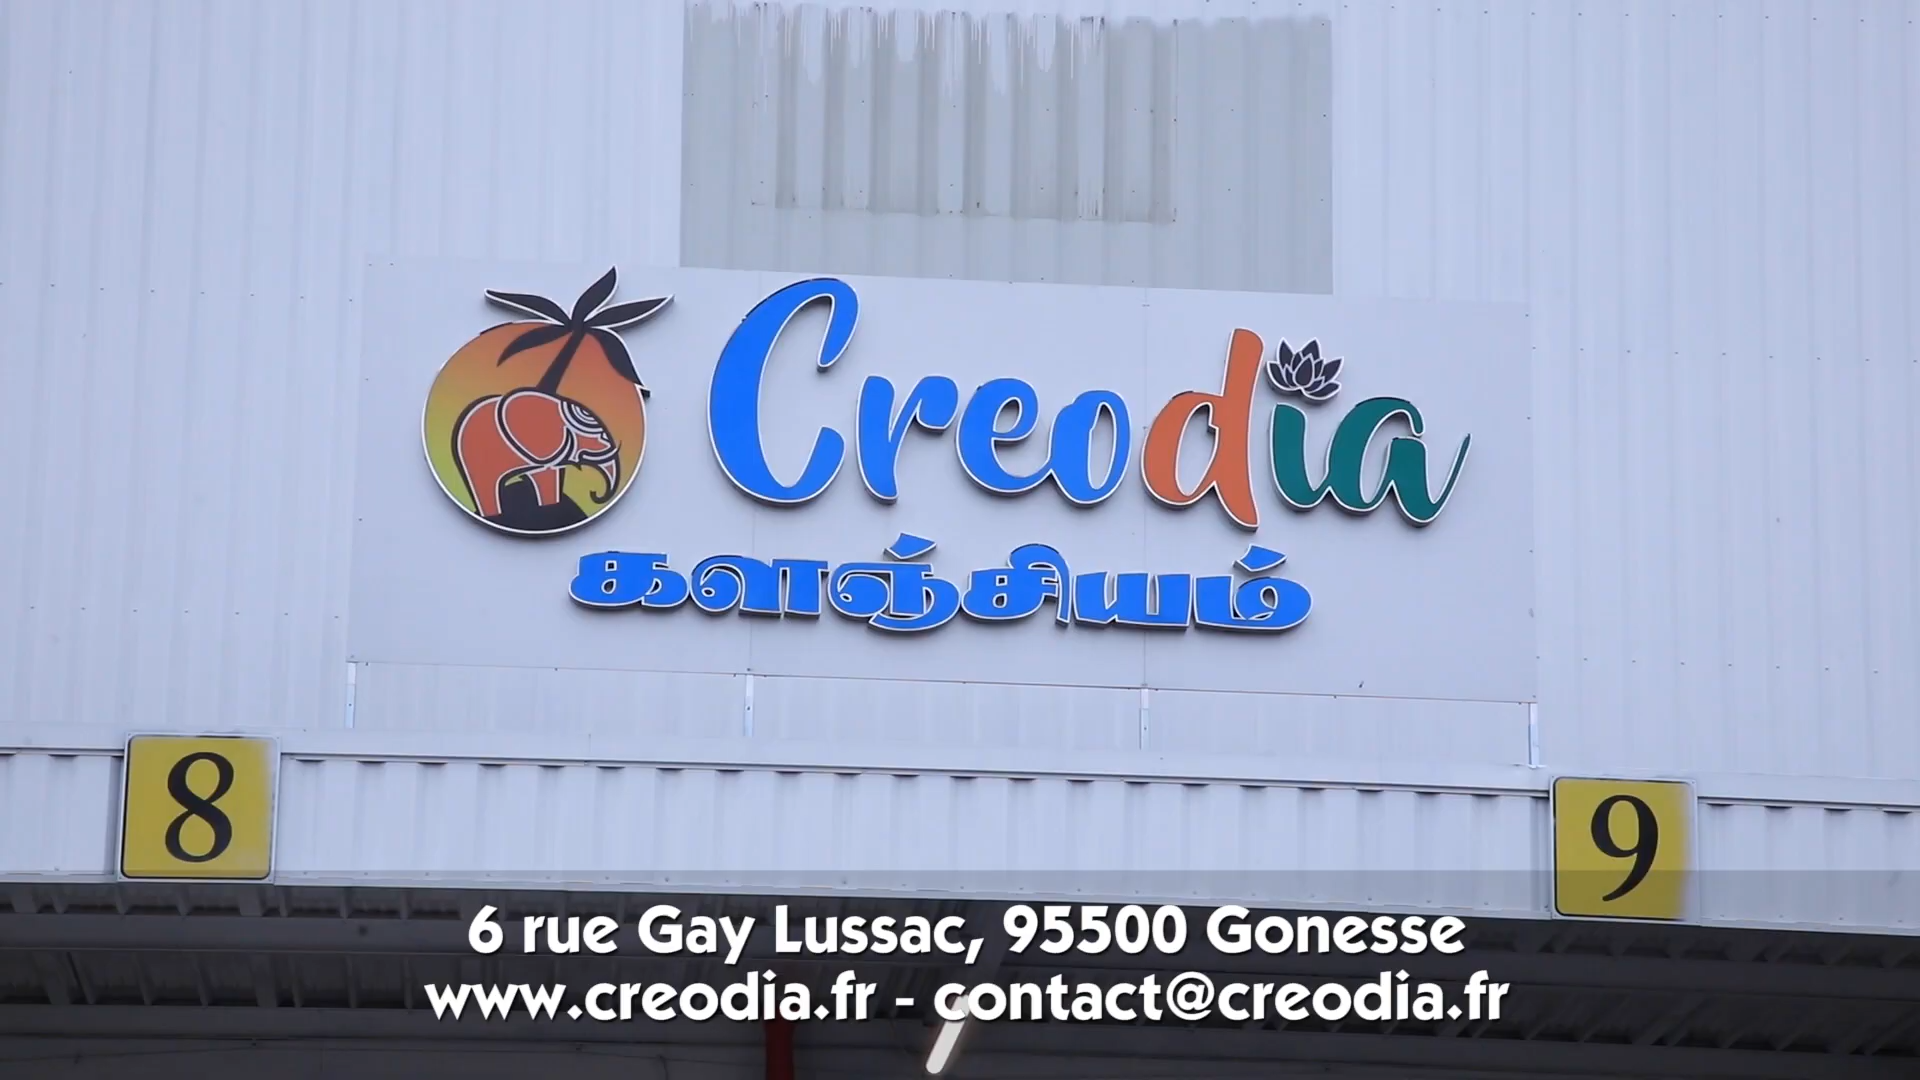 Creodia
களஞ்சியம்
8
9
6 rue Gay Lussac, 95500 Gonesse
www.creodia.fr - contact@creodia.fr